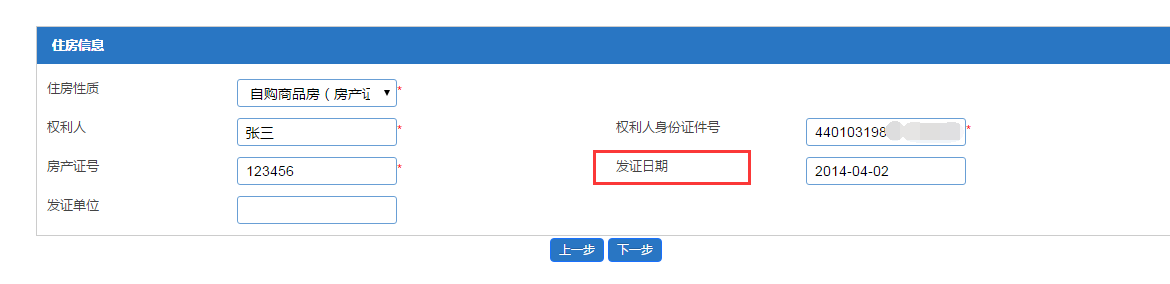 住房信息
住房性质 自购商品房（房产证 *
权利人 张三 * 权利人身份证件号 440103198 *
房产证号 123456 * 发证日期 2014-04-02
发证单位
上一步 下一步